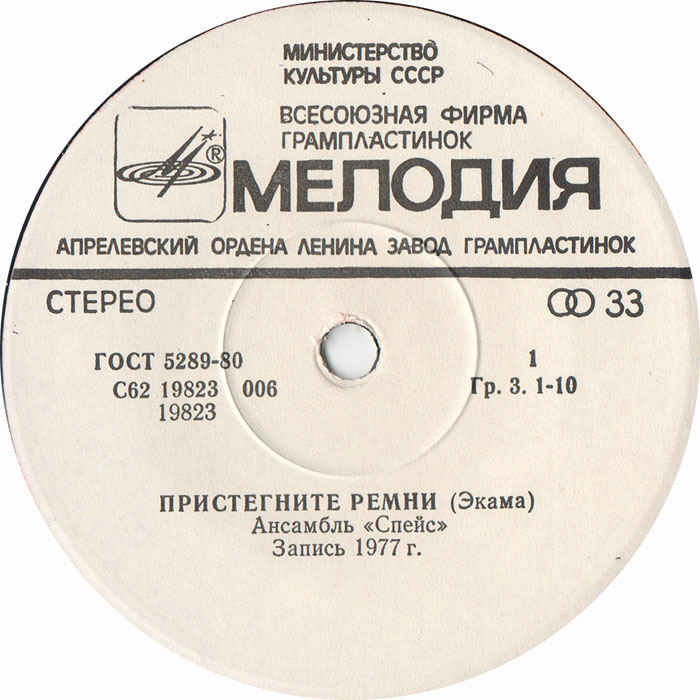 МИНИСТЕРСТВО
КУЛЬТУРЫ СССР
ВСЕСОЮЗНАЯ ФИРМА
ГРАМПЛАСТИНОК
®
МЕЛОДИЯ
АПРЕЛЕВСКИЙ ОРДЕНА ЛЕНИНА ЗАВОД ГРАМПЛАСТИНОК
СТЕРЕО 33
ГОСТ 5289-80 1
С62 19823 006 Гр. 3. 1-10
19823
ПРИСТЕГНИТЕ РЕМНИ (Экама)
Ансамбль «Спейс»
Запись 1977 г.